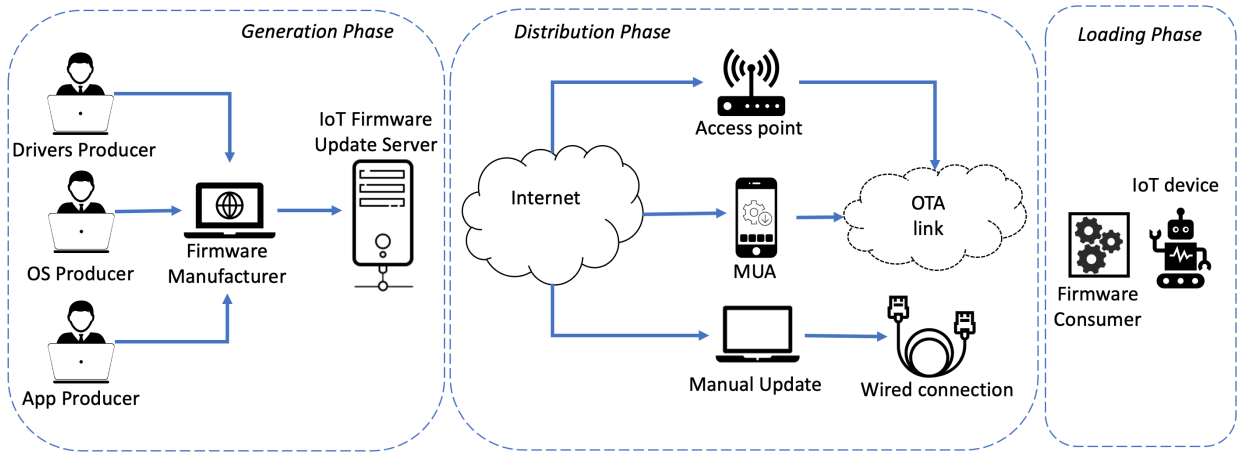 Generation Phase
Drivers Producer
OS Producer
App Producer
Firmware
Manufacturer
IoT Firmware
Update Server
Distribution Phase
Internet
Access point
MUA
Manual Update
OTA
link
Wired connection
Loading Phase
IoT device
Firmware
Consumer